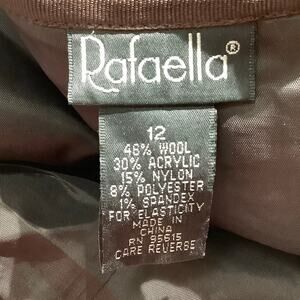 Rafaella®
12
46% WOOL
30% ACRYLIC
15% NYLON
8% POLYESTER
1% SPANDEX
FOR ELASTICITY
MADE IN
CHINA
RN 95615
CARE REVERSE